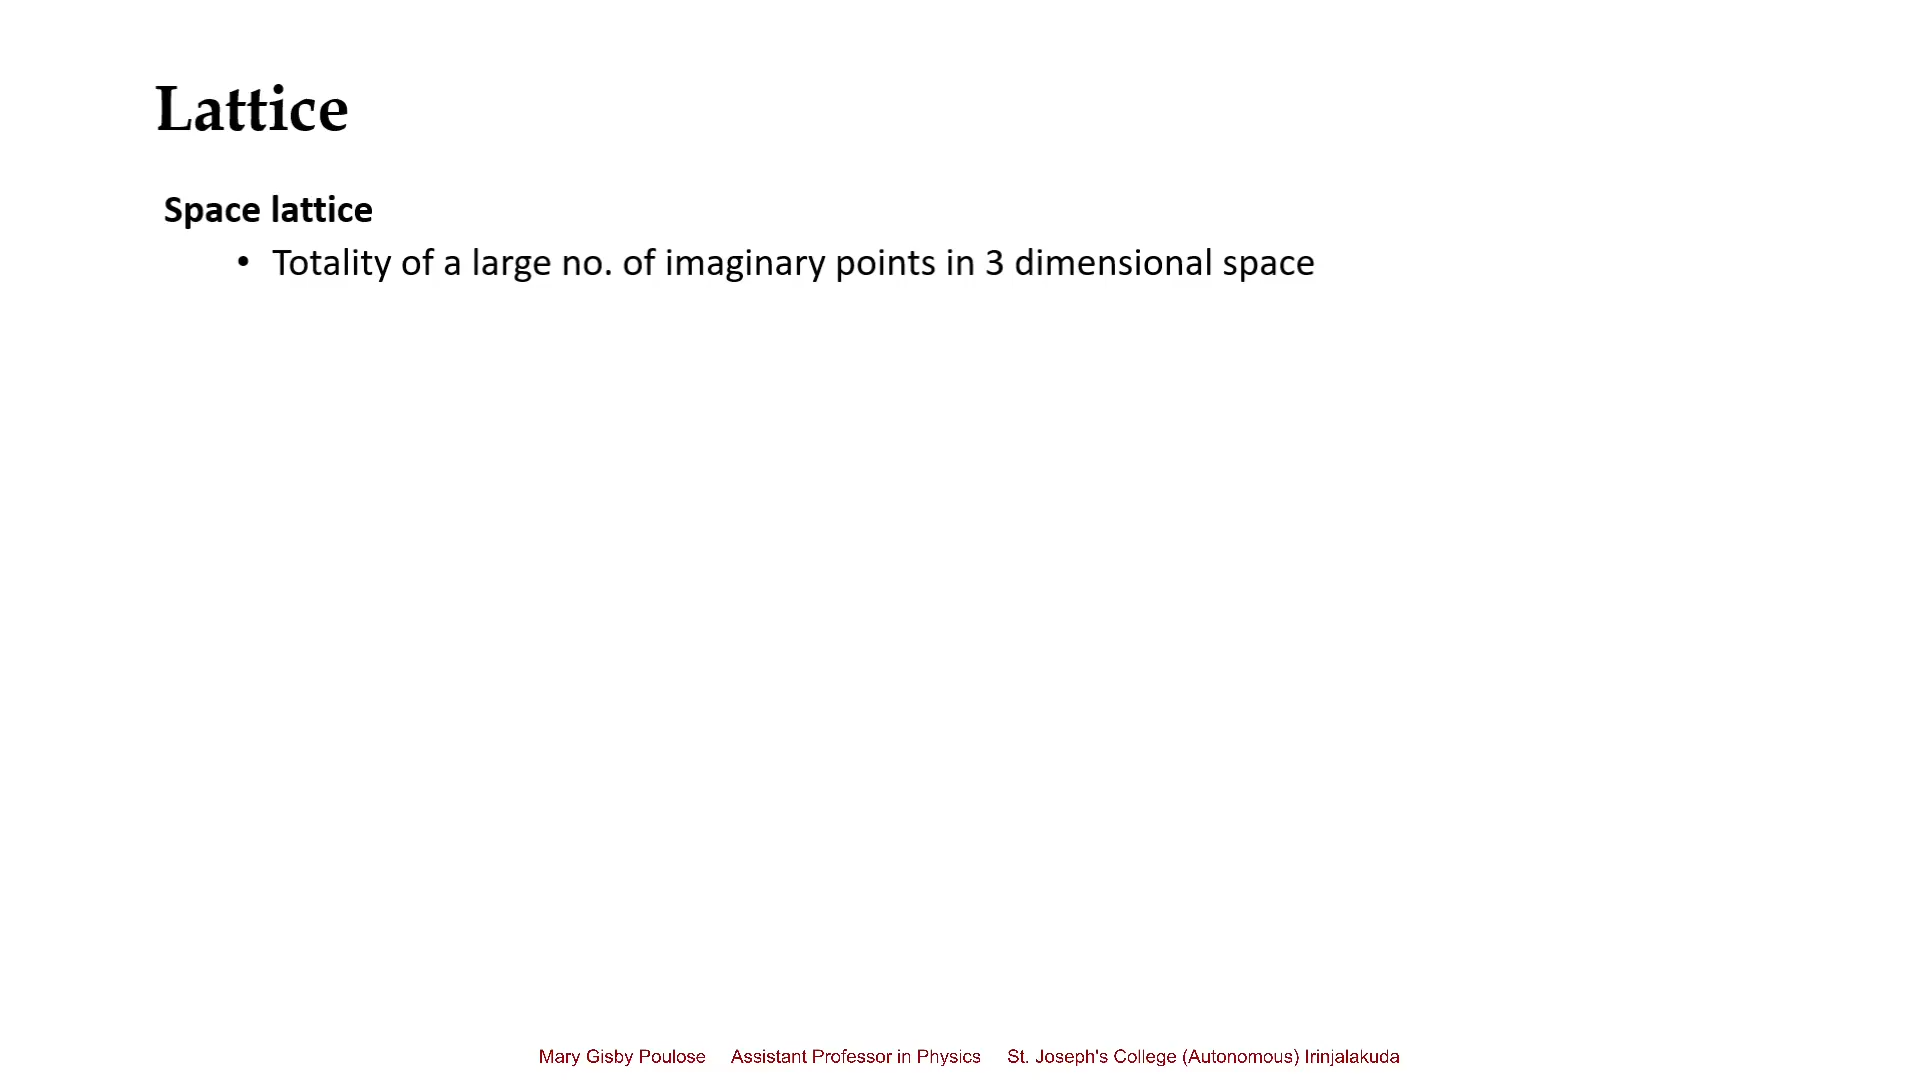 Lattice
Space lattice
• Totality of a large no. of imaginary points in 3 dimensional space
Mary Gisby Poulose Assistant Professor in Physics St. Joseph's College (Autonomous) Irinjalakuda